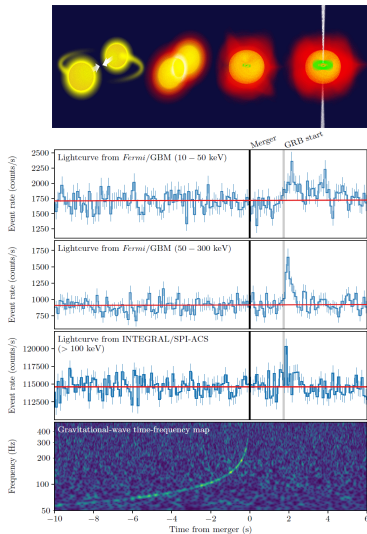 Merger
GRB start
Lightcurve from Fermi/GBM (10 − 50 keV)
Event rate (counts/s)
2500
2250
2000
1750
1500
1250
Lightcurve from Fermi/GBM (50 − 300 keV)
Event rate (counts/s)
1750
1500
1250
1000
750
Lightcurve from INTEGRAL/SPI-ACS
(> 100 keV)
Event rate (counts/s)
120000
117500
115000
112500
Gravitational-wave time-frequency map
Frequency (Hz)
400
300
200
100
50
−10 −8 −6 −4 −2 0 2 4 6
Time from merger (s)